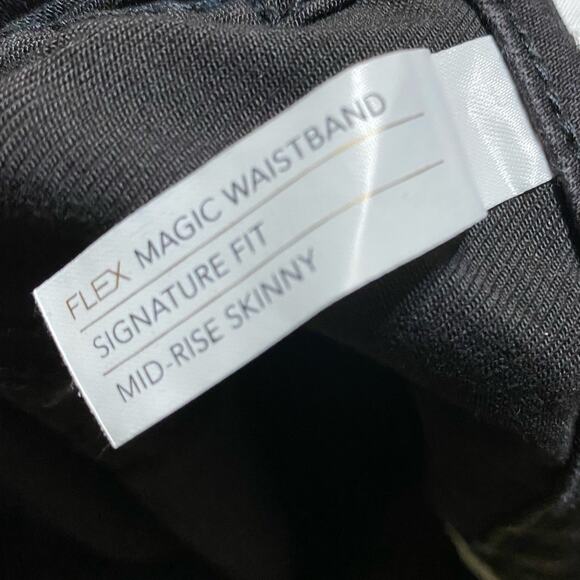 FLEX MAGIC WAISTBAND
SIGNATURE FIT
MID-RISE SKINNY